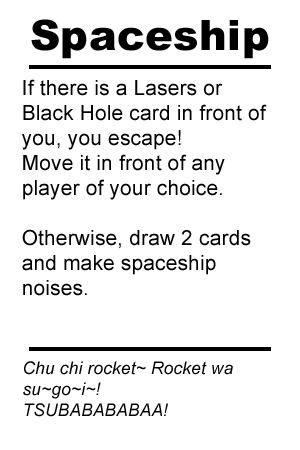 Spaceship
If there is a Lasers or
Black Hole card in front of
you, you escape!
Move it in front of any
player of your choice.
Otherwise, draw 2 cards
and make spaceship
noises.
Chu chi rocket~ Rocket wa
su~go~i~!
TSUBABABABAA!